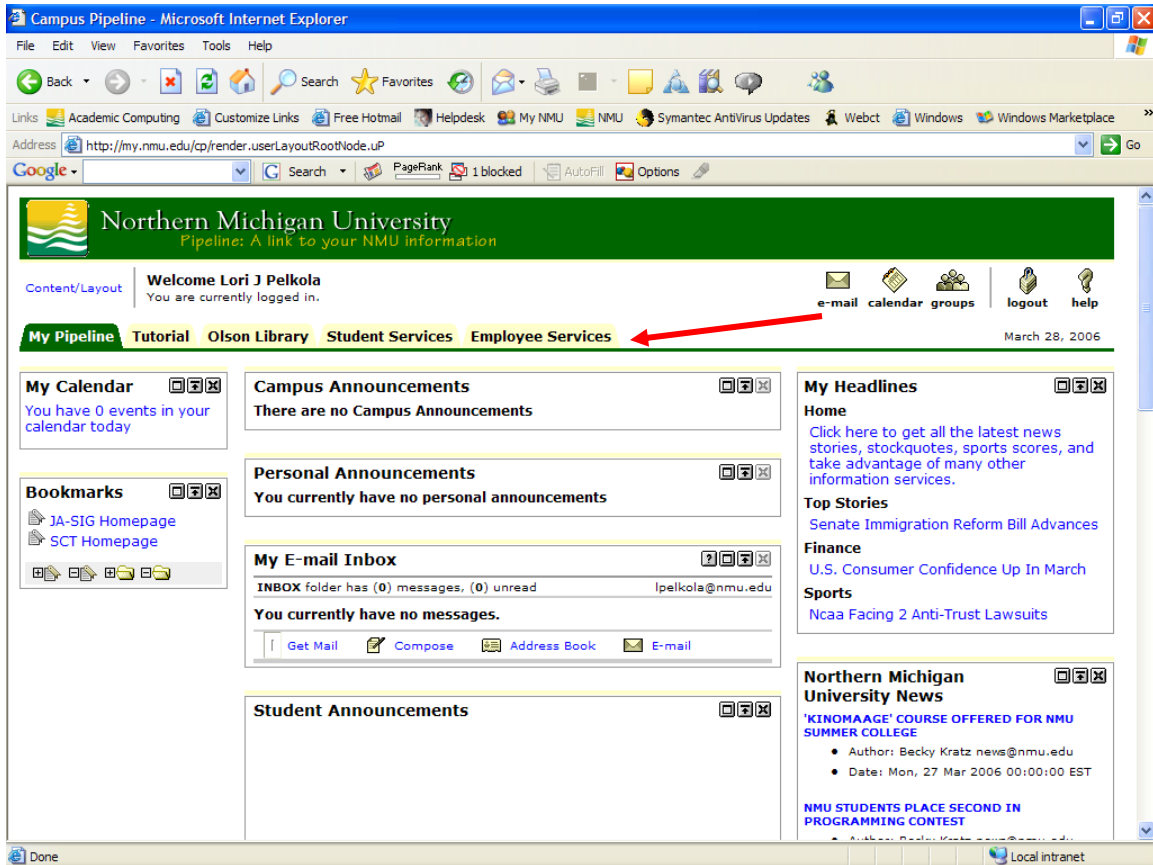 Campus Pipeline - Microsoft Internet Explorer
File Edit View Favorites Tools Help
Back Search Favorites
Links Academic Computing Customize Links Free Hotmail Helpdesk My NMU NMU Symantec AntiVirus Updates Webct Windows Windows Marketplace »
Address http://my.nmu.edu/cp/render.userLayoutRootNode.uP Go
Google Search PageRank 1 blocked AutoFill Options
Northern Michigan University
Pipeline: A link to your NMU information
Content/Layout
Welcome Lori J Pelkola
You are currently logged in.
e-mail calendar groups logout help
My Pipeline Tutorial Olson Library Student Services Employee Services March 28, 2006
My Calendar
You have 0 events in your
calendar today
Bookmarks
JA-SIG Homepage
SCT Homepage
Campus Announcements
There are no Campus Announcements
Personal Announcements
You currently have no personal announcements
My E-mail Inbox
INBOX folder has (0) messages, (0) unread lpelkola@nmu.edu
You currently have no messages.
Get Mail Compose Address Book E-mail
Student Announcements
My Headlines
Home
Click here to get all the latest news
stories, stockquotes, sports scores, and
take advantage of many other
information services.
Top Stories
Senate Immigration Reform Bill Advances
Finance
U.S. Consumer Confidence Up In March
Sports
Ncaa Facing 2 Anti-Trust Lawsuits
Northern Michigan
University News
'KINOMAAGE' COURSE OFFERED FOR NMU
SUMMER COLLEGE
• Author: Becky Kratz news@nmu.edu
• Date: Mon, 27 Mar 2006 00:00:00 EST
NMU STUDENTS PLACE SECOND IN
PROGRAMMING CONTEST
Done Local intranet